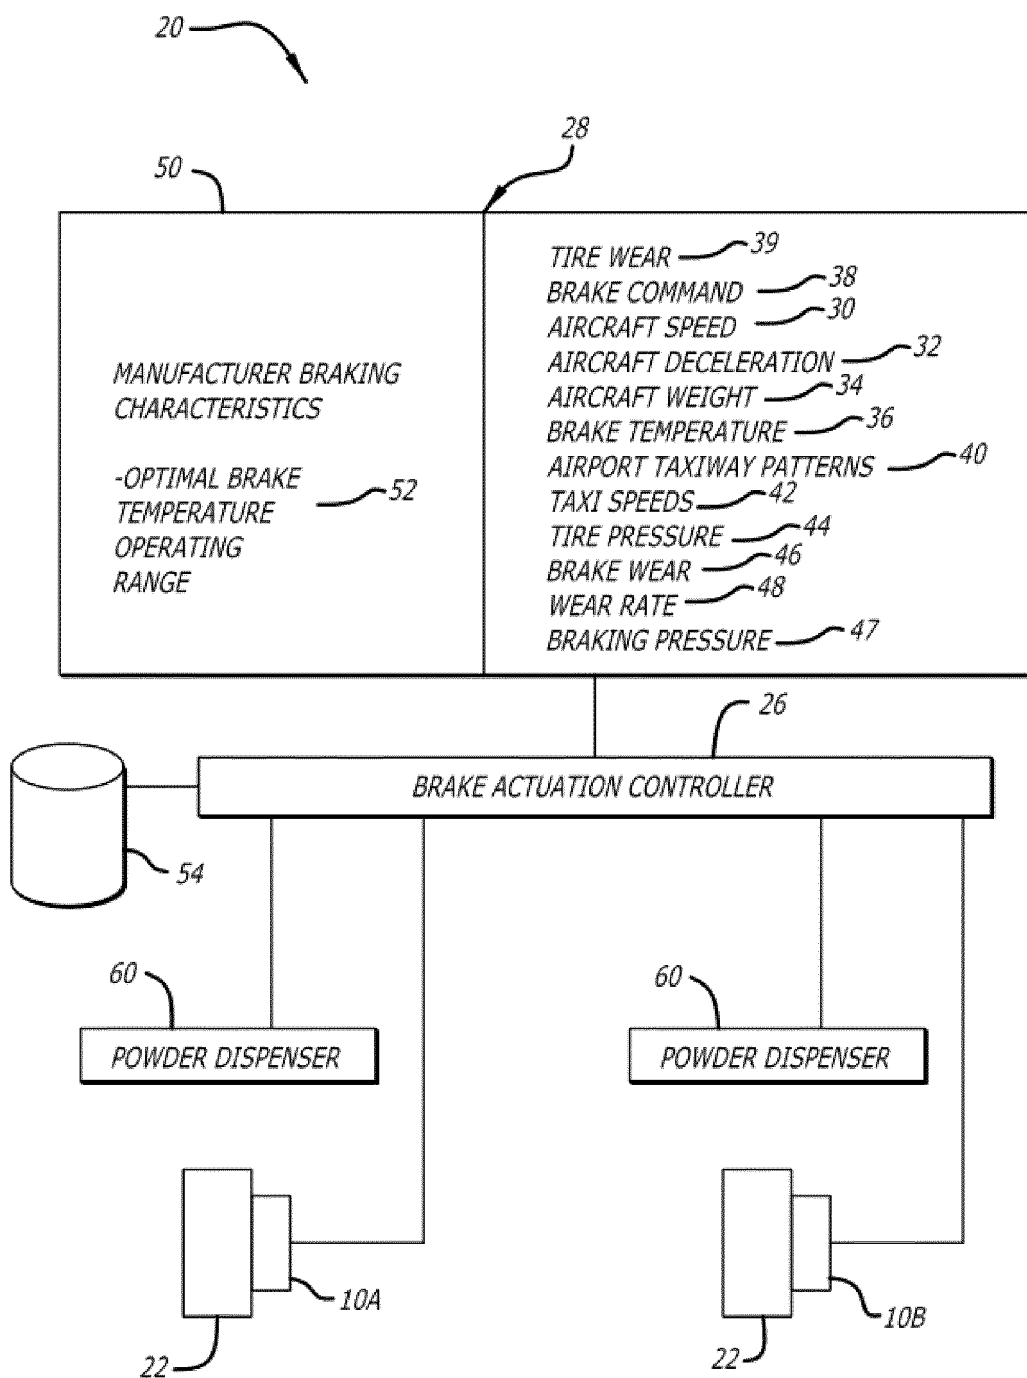 20
28
50
TIRE WEAR 39
BRAKE COMMAND 38
AIRCRAFT SPEED 30
AIRCRAFT DECELERATION 32
AIRCRAFT WEIGHT 34
BRAKE TEMPERATURE 36
AIRPORT TAXIWAY PATTERNS 40
TAXI SPEEDS 42
TIRE PRESSURE 44
BRAKE WEAR 46
WEAR RATE 48
BRAKING PRESSURE 47
MANUFACTURER BRAKING
CHARACTERISTICS
-OPTIMAL BRAKE
TEMPERATURE 52
OPERATING
RANGE
26
BRAKE ACTUATION CONTROLLER
54
60
POWDER DISPENSER
60
POWDER DISPENSER
10A
22
10B
22